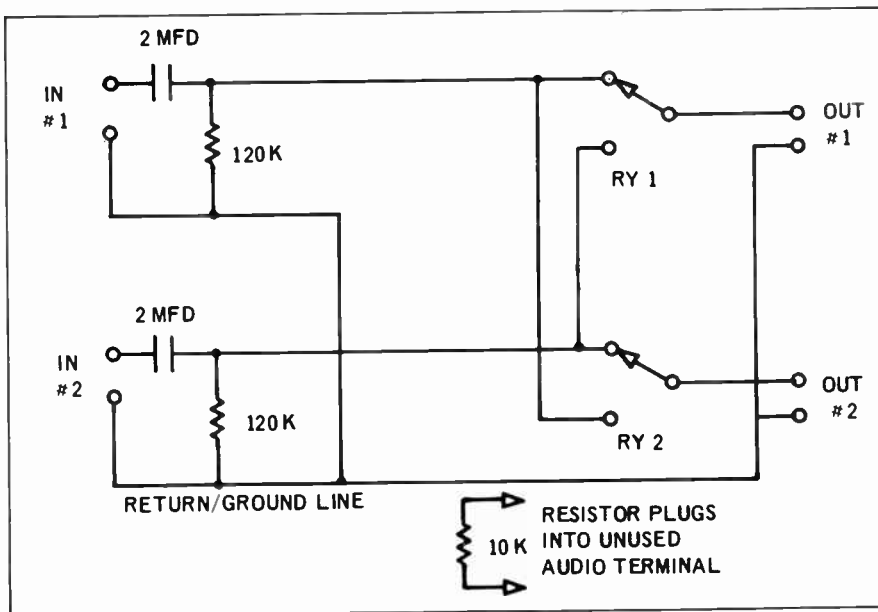 2 MFD
IN
#1
120K
RY 1
OUT
#1
2 MFD
IN
#2
120K
RY 2
OUT
#2
RETURN/GROUND LINE
10 K
RESISTOR PLUGS
INTO UNUSED
AUDIO TERMINAL